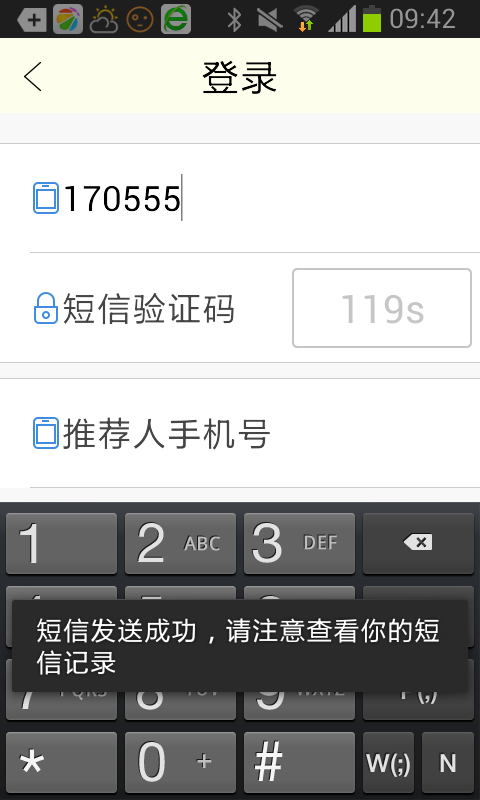 09:42
登录
170555
短信验证码
119s
推荐人手机号
1
2 ABC
3 DEF
短信发送成功，请注意查看你的短
信记录
*
0 +
#
W(;)
N